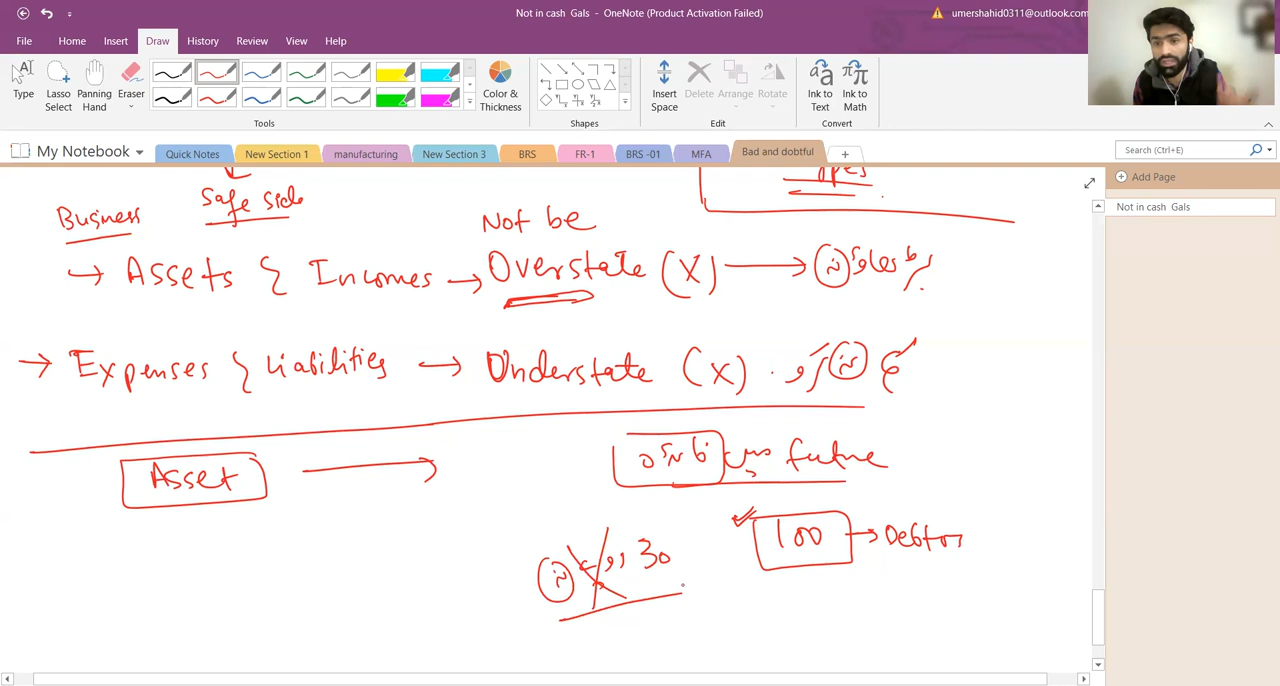 Not in cash Gals - OneNote (Product Activation Failed)
umershahid0311@outlook.com
File Home Insert Draw History Review View Help
Type
Lasso Select
Panning Hand
Eraser
Color & Thickness
Insert Space
Delete
Arrange
Rotate
Ink to Text
Ink to Math
Tools
Shapes
Edit
Convert
My Notebook
Quick Notes
New Section 1
manufacturing
New Section 3
BRS
FR-1
BRS -01
MFA
Bad and doubtful
Search (Ctrl+E)
Add Page
Not in cash Gals
Types
Safe side
Business
Not be
→ Assets & Incomes → Overstate (X) →
→ Expenses & Liabilities → Understate (X)
Asset →
فائدہ future
100 → Debtor
30